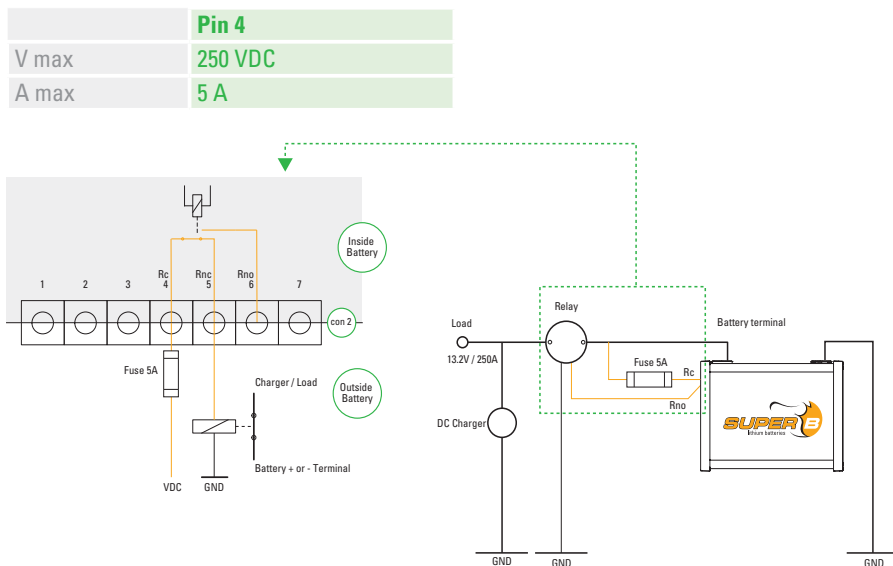 Pin 4
V max 250 VDC
A max 5 A
Inside
Battery
Rc Rnc Rno
1 2 3 4 5 6 7
con 2
Fuse 5A
Charger / Load
Outside
Battery
Battery + or - Terminal
VDC GND
Relay
Load
Battery terminal
13.2V / 250A
Fuse 5A
Rc
Rno
DC Charger
SUPER B
lithium batteries
GND GND GND